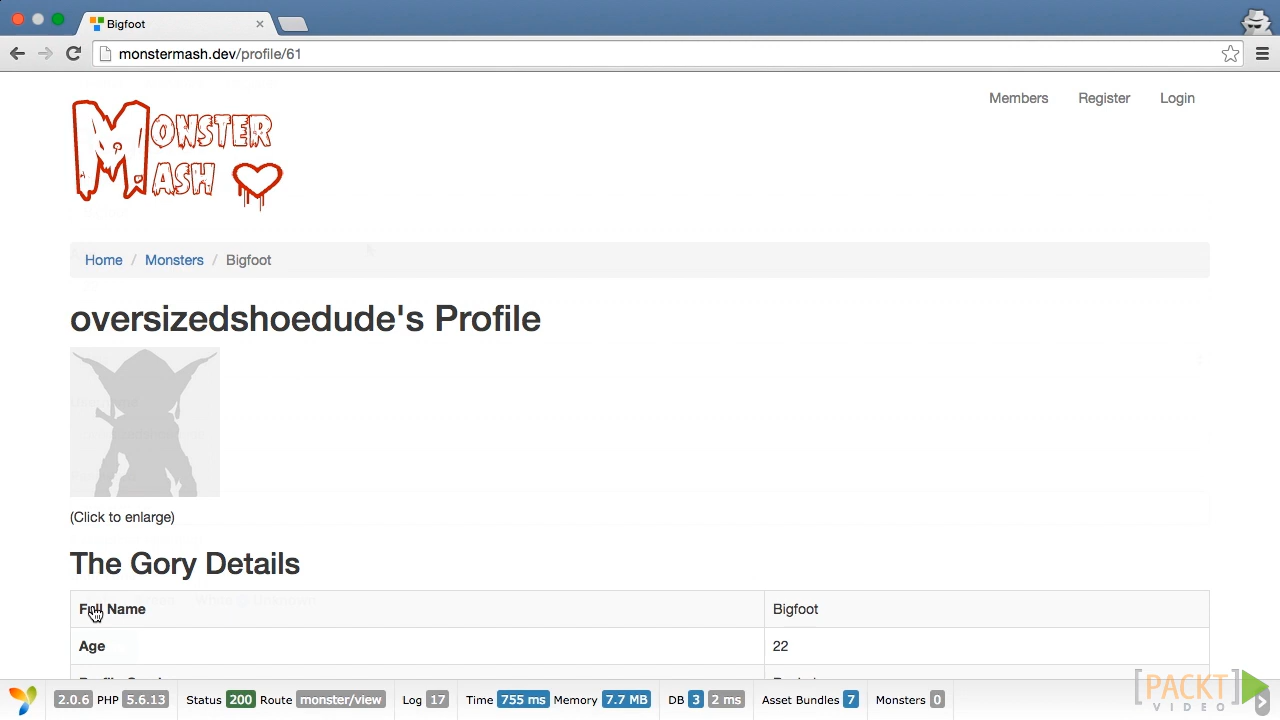 Bigfoot
monstermash.dev/profile/61
Members Register Login
MONSTER
MASH
Home / Monsters / Bigfoot
oversizedshoedude's Profile
(Click to enlarge)
The Gory Details
Full Name Bigfoot
Age 22
2.0.6 PHP 5.6.13 Status 200 Route monster/view Log 17 Time 755 ms Memory 7.7 MB DB 3 2 ms Asset Bundles 7 Monsters 0
[PACKT]
VIDEO